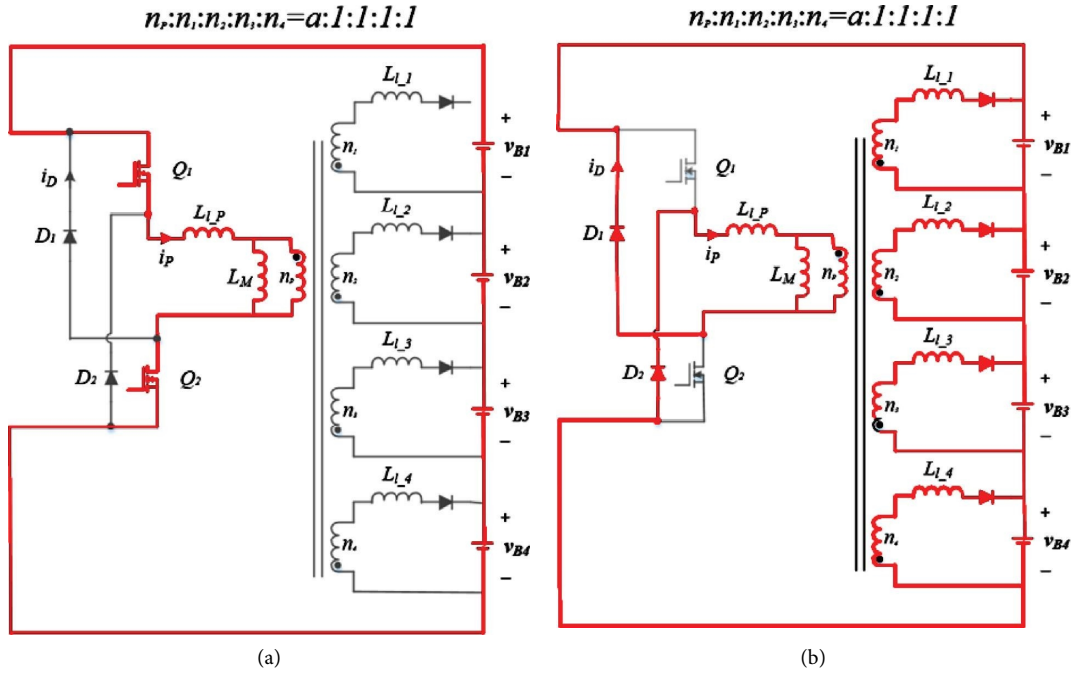 nP:n1:n2:n3:n4=a:1:1:1:1
Ll_1
+
n1
vB1
−
Q1
iD
Ll_P
Ll_2
+
D1
iP
LM
nP
n2
vB2
−
Ll_3
+
D2
Q2
n3
vB3
−
Ll_4
+
n4
vB4
−
(a)
nP:n1:n2:n3:n4=a:1:1:1:1
Ll_1
+
n1
vB1
−
Q1
iD
Ll_P
Ll_2
+
D1
iP
LM
nP
n2
vB2
−
Ll_3
+
D2
Q2
n3
vB3
−
Ll_4
+
n4
vB4
−
(b)